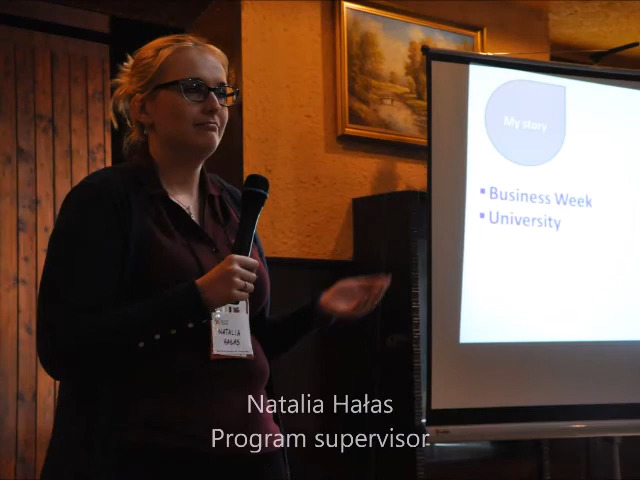 My story
▪ Business Week
▪ University
NATALIA
HAŁAS
Natalia Hałas
Program supervisor